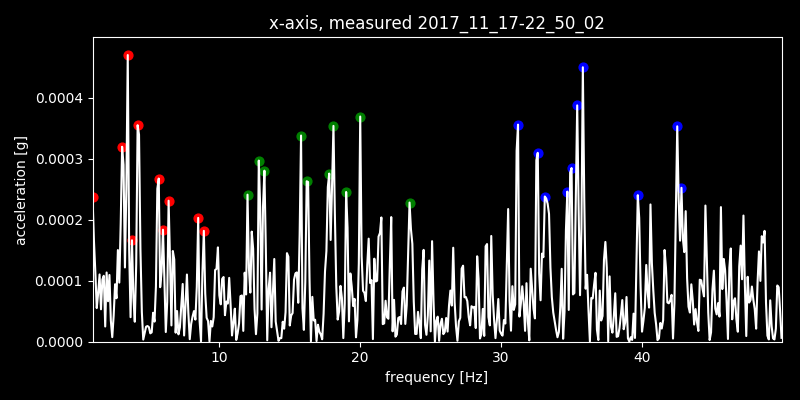 x-axis, measured 2017_11_17-22_50_02
acceleration [g]
0.0004
0.0003
0.0002
0.0001
0.0000
10 20 30 40
frequency [Hz]